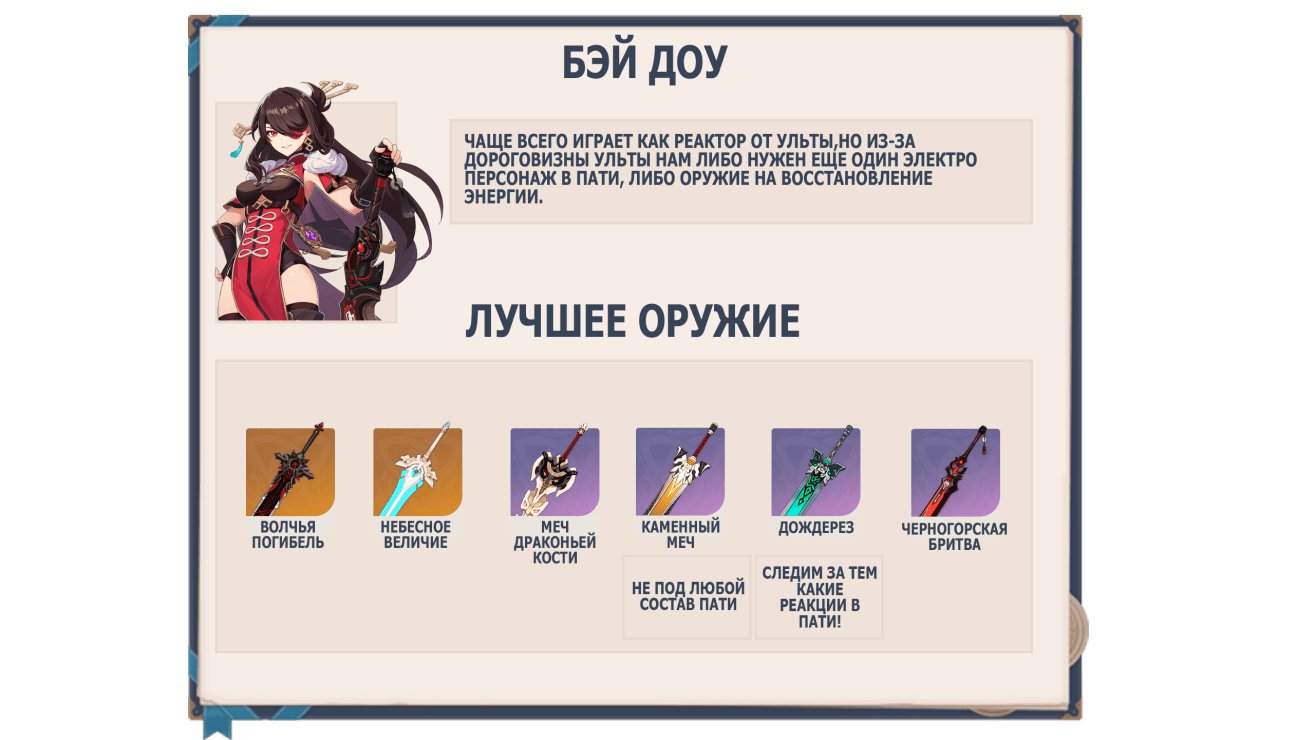 БЭЙ ДОУ
ЧАЩЕ ВСЕГО ИГРАЕТ КАК РЕАКТОР ОТ УЛЬТЫ,НО ИЗ-ЗА
ДОРОГОВИЗНЫ УЛЬТЫ НАМ ЛИБО НУЖЕН ЕЩЕ ОДИН ЭЛЕКТРО
ПЕРСОНАЖ В ПАТИ, ЛИБО ОРУЖИЕ НА ВОССТАНОВЛЕНИЕ
ЭНЕРГИИ.
ЛУЧШЕЕ ОРУЖИЕ
ВОЛЧЬЯ
ПОГИБЕЛЬ
НЕБЕСНОЕ
ВЕЛИЧИЕ
МЕЧ
ДРАКОНЬЕЙ
КОСТИ
КАМЕННЫЙ
МЕЧ
ДОЖДЕРЕЗ
ЧЕРНОГОРСКАЯ
БРИТВА
НЕ ПОД ЛЮБОЙ
СОСТАВ ПАТИ
СЛЕДИМ ЗА ТЕМ
КАКИЕ
РЕАКЦИИ В
ПАТИ!